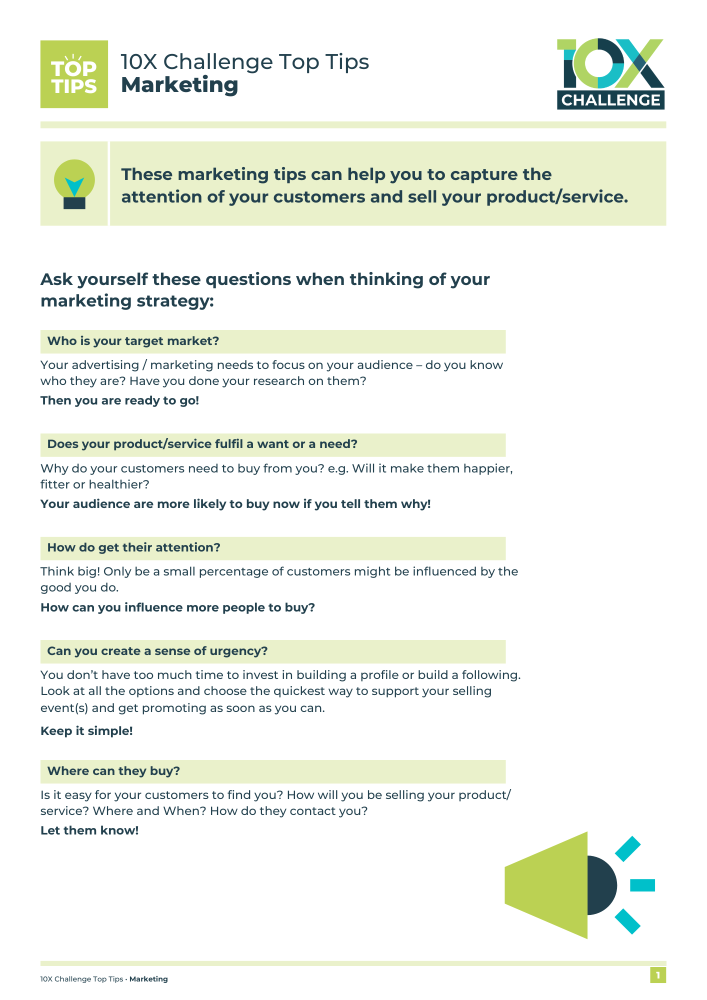 TOP
TIPS
10X Challenge Top Tips
Marketing
10X
CHALLENGE
These marketing tips can help you to capture the
attention of your customers and sell your product/service.
Ask yourself these questions when thinking of your
marketing strategy:
Who is your target market?
Your advertising / marketing needs to focus on your audience – do you know
who they are? Have you done your research on them?
Then you are ready to go!
Does your product/service fulfil a want or a need?
Why do your customers need to buy from you? e.g. Will it make them happier,
fitter or healthier?
Your audience are more likely to buy now if you tell them why!
How do get their attention?
Think big! Only be a small percentage of customers might be influenced by the
good you do.
How can you influence more people to buy?
Can you create a sense of urgency?
You don’t have too much time to invest in building a profile or build a following.
Look at all the options and choose the quickest way to support your selling
event(s) and get promoting as soon as you can.
Keep it simple!
Where can they buy?
Is it easy for your customers to find you? How will you be selling your product/
service? Where and When? How do they contact you?
Let them know!
10X Challenge Top Tips • Marketing
1